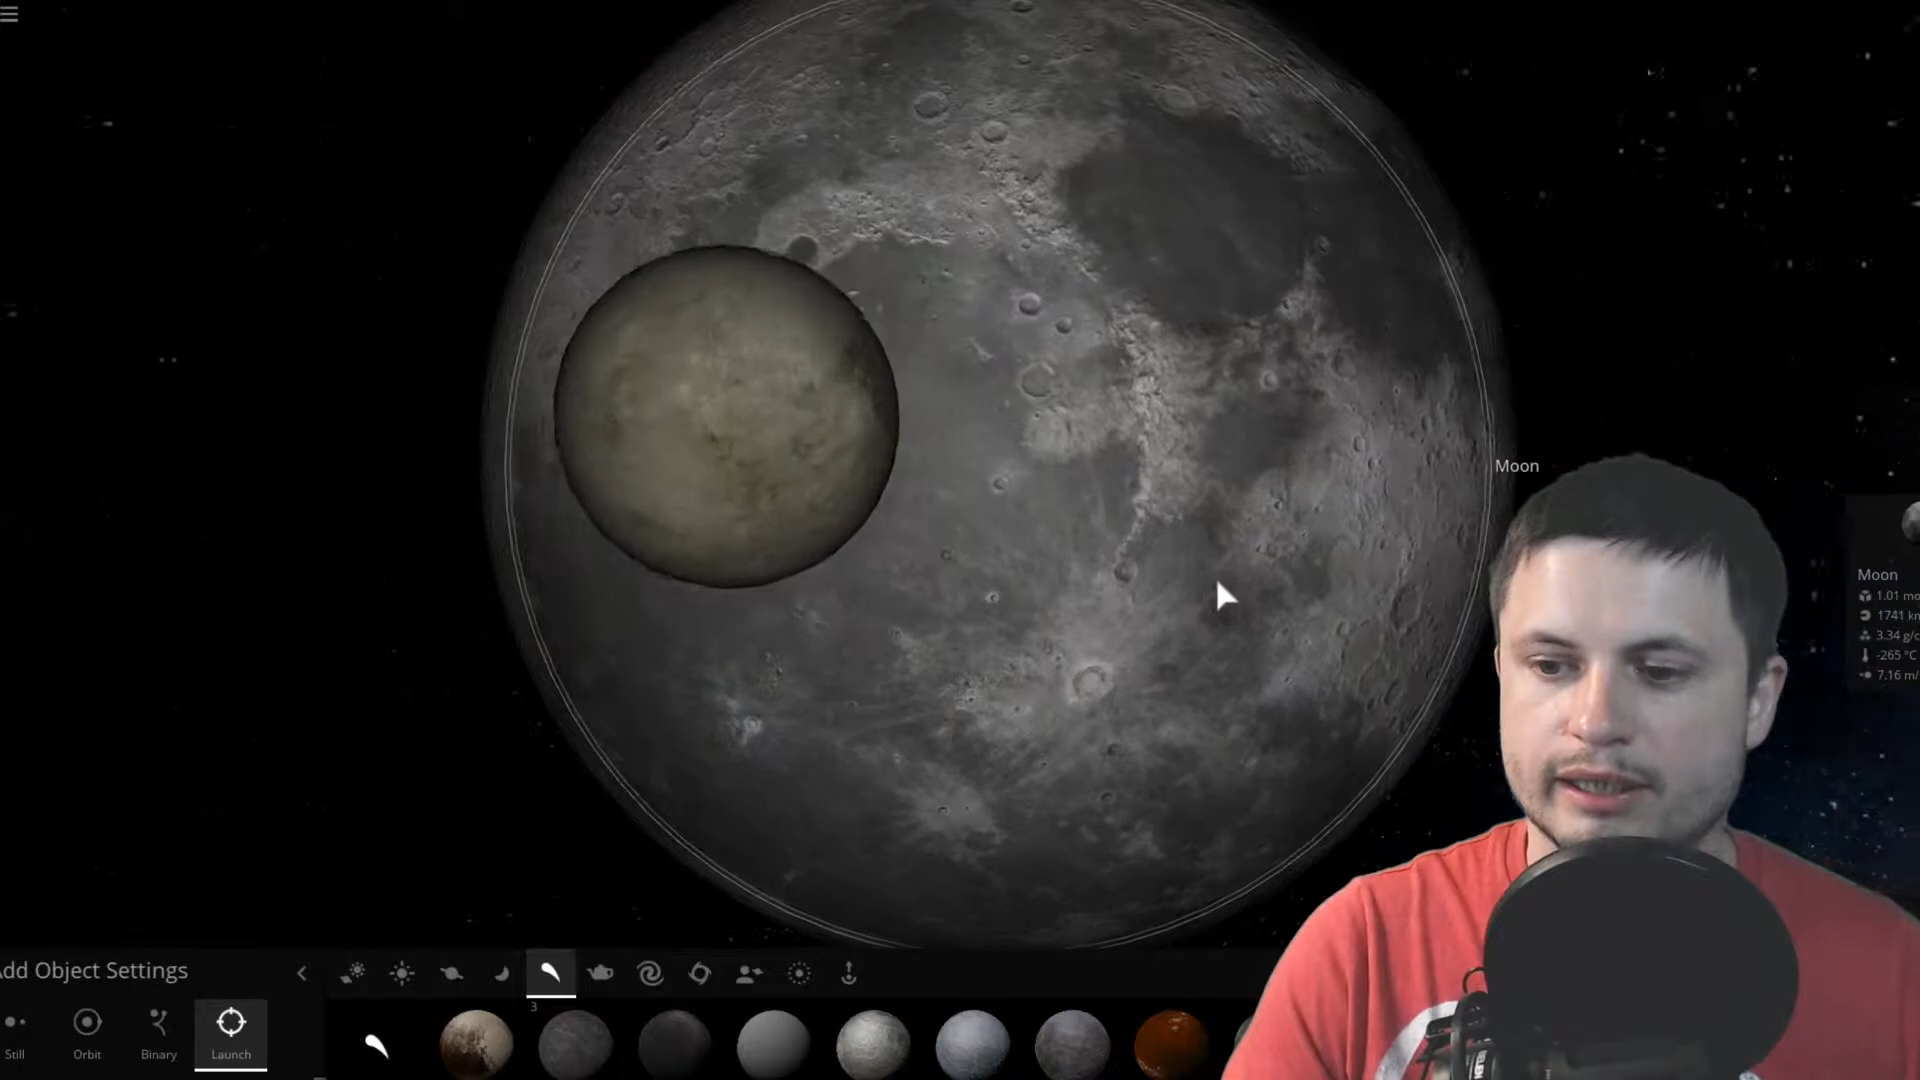 Moon
Moon
1.01 mo
1741 km
3.34 g/c
-265 °C
7.16 m/s
dd Object Settings
3
Still
Orbit
Binary
Launch